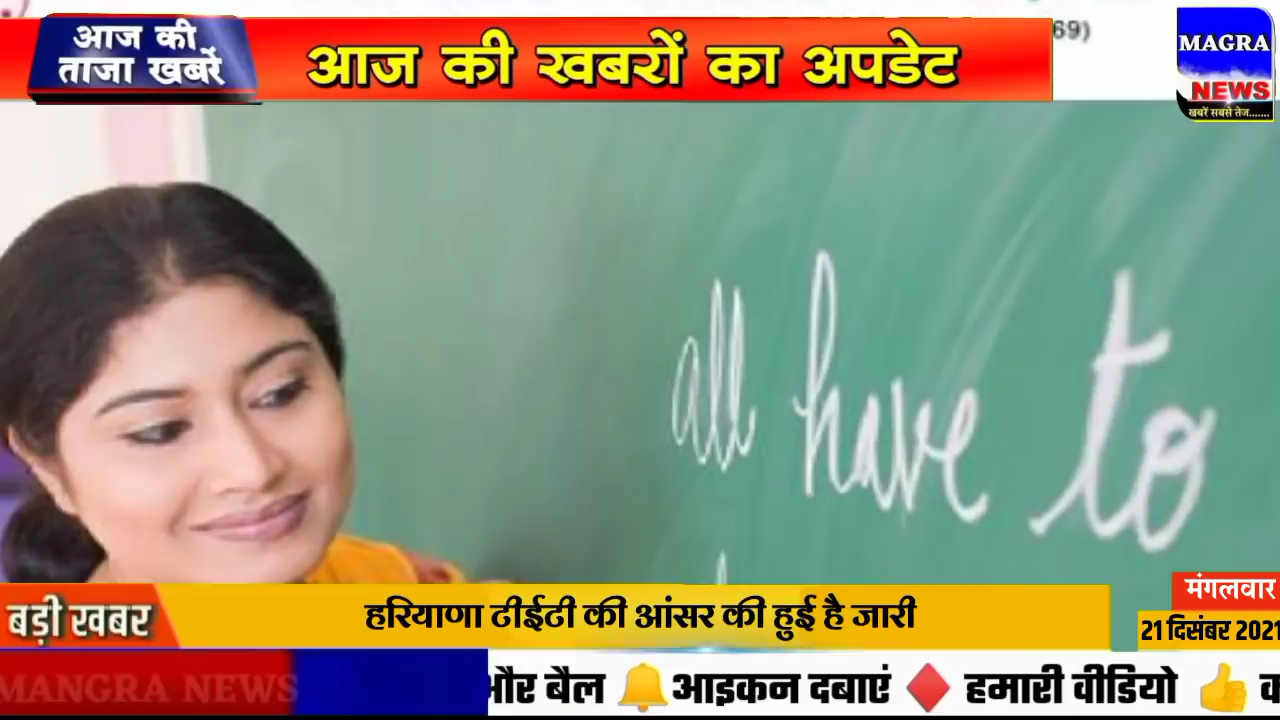 आज की
ताजा खबरें
आज की खबरों का अपडेट
69)
MAGRA
NEWS
खबरें सबसे तेज.......
all have to
बड़ी खबर
हरियाणा टीईटी की आंसर की हुई है जारी
मंगलवार
21 दिसंबर 2021
MANGRA NEWS
और बैल 🔔 आइकन दबाएं ♦ हमारी वीडियो 👍